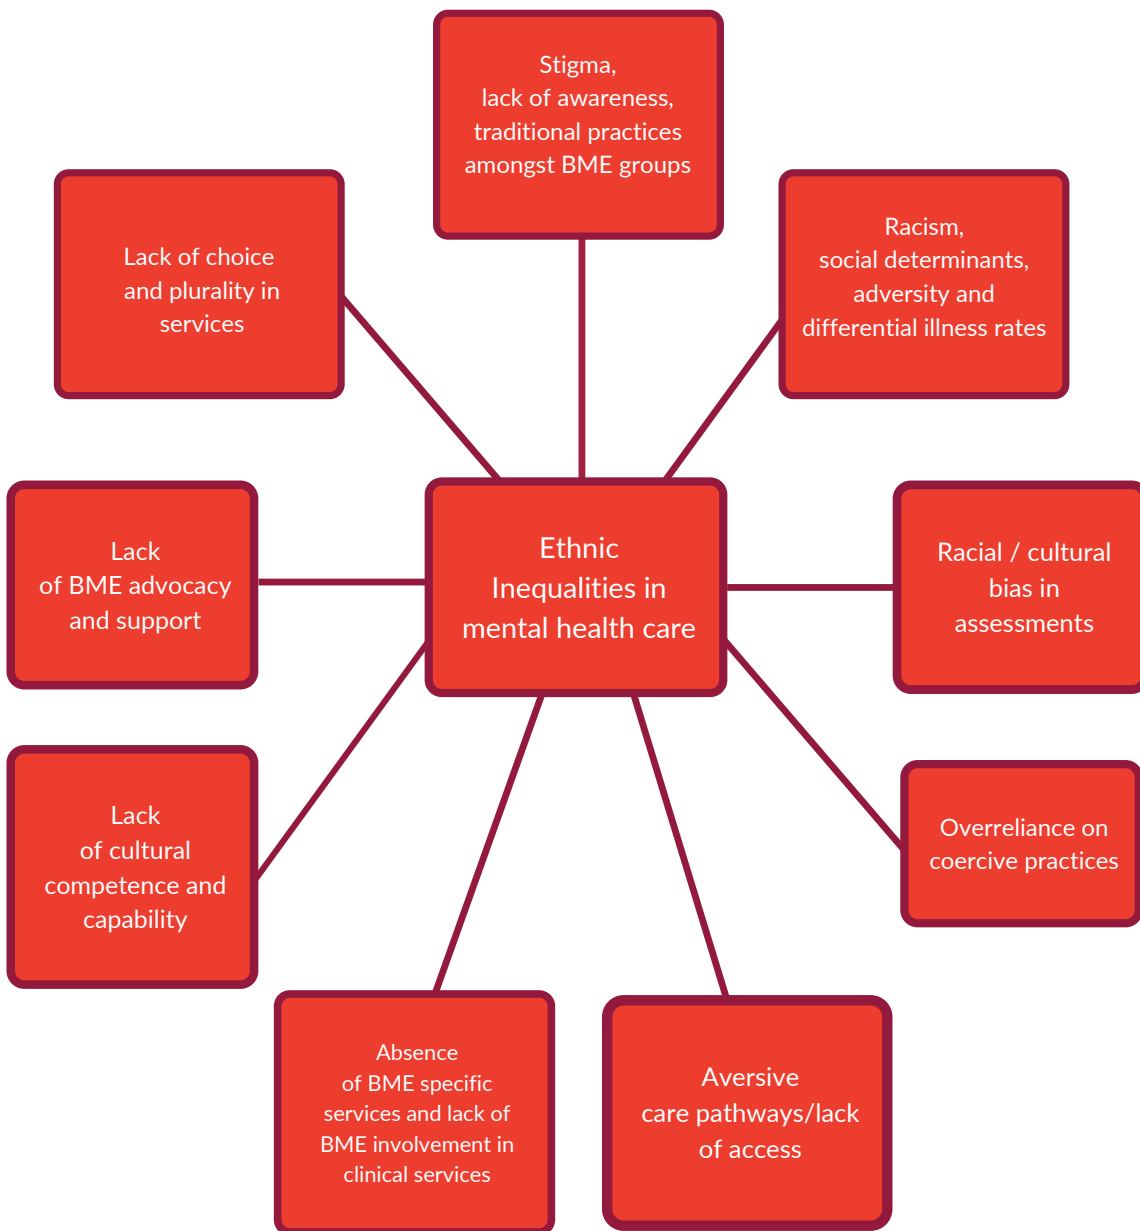 Stigma,
lack of awareness,
traditional practices
amongst BME groups
Lack of choice
and plurality in
services
Racism,
social determinants,
adversity and
differential illness rates
Lack
of BME advocacy
and support
Ethnic
Inequalities in
mental health care
Racial / cultural
bias in
assessments
Lack
of cultural
competence and
capability
Overreliance on
coercive practices
Absence
of BME specific
services and lack of
BME involvement in
clinical services
Aversive
care pathways/lack
of access